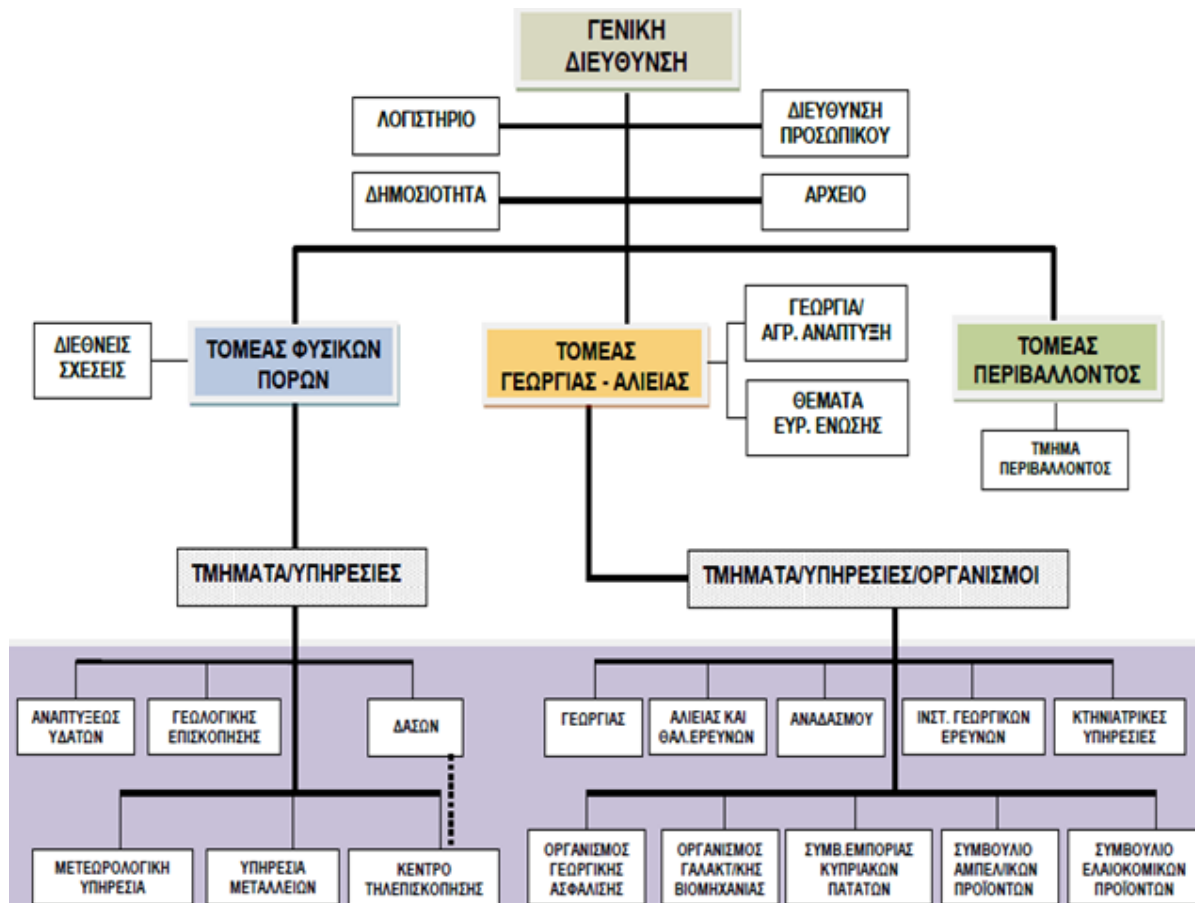 ΓΕΝΙΚΗ
ΔΙΕΥΘΥΝΣΗ
ΛΟΓΙΣΤΗΡΙΟ
ΔΙΕΥΘΥΝΣΗ
ΠΡΟΣΩΠΙΚΟΥ
ΔΗΜΟΣΙΟΤΗΤΑ
ΑΡΧΕΙΟ
ΔΙΕΘΝΕΙΣ
ΣΧΕΣΕΙΣ
ΤΟΜΕΑΣ ΦΥΣΙΚΩΝ
ΠΟΡΩΝ
ΤΟΜΕΑΣ
ΓΕΩΡΓΙΑΣ - ΑΛΙΕΙΑΣ
ΓΕΩΡΓΙΑ/
ΑΓΡ. ΑΝΑΠΤΥΞΗ
ΘΕΜΑΤΑ
ΕΥΡ. ΕΝΩΣΗΣ
ΤΟΜΕΑΣ
ΠΕΡΙΒΑΛΛΟΝΤΟΣ
ΤΜΗΜΑ
ΠΕΡΙΒΑΛΛΟΝΤΟΣ
ΤΜΗΜΑΤΑ/ΥΠΗΡΕΣΙΕΣ
ΤΜΗΜΑΤΑ/ΥΠΗΡΕΣΙΕΣ/ΟΡΓΑΝΙΣΜΟΙ
ΑΝΑΠΤΥΞΕΩΣ
ΥΔΑΤΩΝ
ΓΕΩΛΟΓΙΚΗΣ
ΕΠΙΣΚΟΠΗΣΗΣ
ΔΑΣΩΝ
ΓΕΩΡΓΙΑΣ
ΑΛΙΕΙΑΣ ΚΑΙ
ΘΑΛ.ΕΡΕΥΝΩΝ
ΑΝΑΔΑΣΜΟΥ
ΙΝΣΤ. ΓΕΩΡΓΙΚΩΝ
ΕΡΕΥΝΩΝ
ΚΤΗΝΙΑΤΡΙΚΕΣ
ΥΠΗΡΕΣΙΕΣ
ΜΕΤΕΩΡΟΛΟΓΙΚΗ
ΥΠΗΡΕΣΙΑ
ΥΠΗΡΕΣΙΑ
ΜΕΤΑΛΛΕΙΩΝ
ΚΕΝΤΡΟ
ΤΗΛΕΠΙΣΚΟΠΗΣΗΣ
ΟΡΓΑΝΙΣΜΟΣ
ΓΕΩΡΓΙΚΗΣ
ΑΣΦΑΛΙΣΗΣ
ΟΡΓΑΝΙΣΜΟΣ
ΓΑΛΑΚΤ/ΚΗΣ
ΒΙΟΜΗΧΑΝΙΑΣ
ΣΥΜΒ.ΕΜΠΟΡΙΑΣ
ΚΥΠΡΙΑΚΩΝ
ΠΑΤΑΤΩΝ
ΣΥΜΒΟΥΛΙΟ
ΑΜΠΕΛΙΚΩΝ
ΠΡΟΪΟΝΤΩΝ
ΣΥΜΒΟΥΛΙΟ
ΕΛΑΙΟΚΟΜΙΚΩΝ
ΠΡΟΪΟΝΤΩΝ